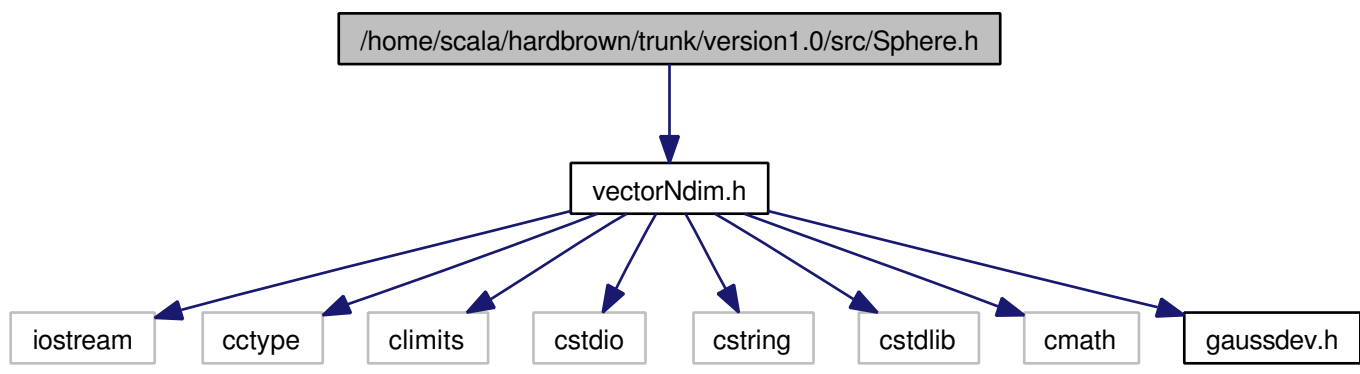 /home/scala/hardbrown/trunk/version1.0/src/Sphere.h
vectorNdim.h
iostream
cctype
climits
cstdio
cstring
cstdlib
cmath
gaussdev.h